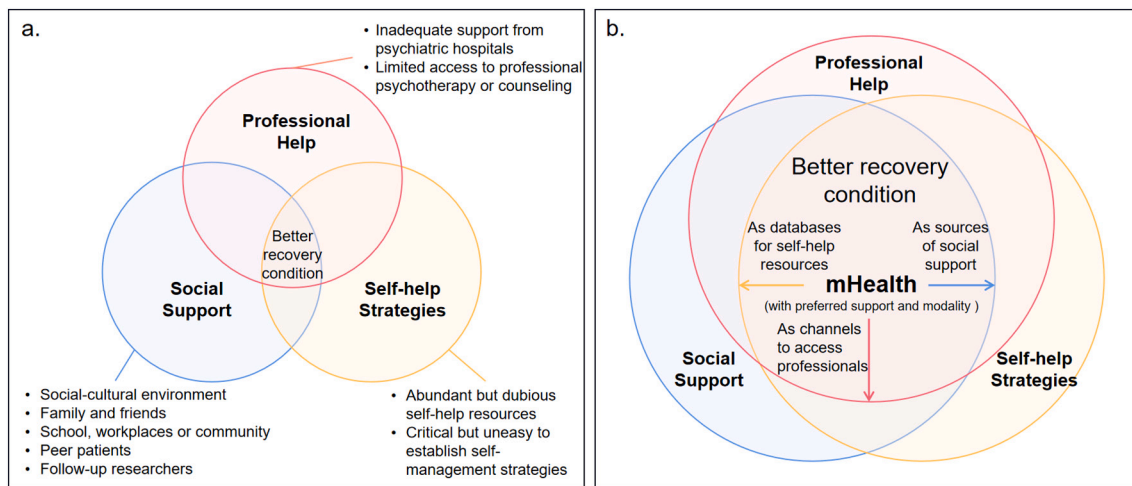 a.
• Inadequate support from
psychiatric hospitals
• Limited access to professional
psychotherapy or counseling
Professional
Help
Better
recovery
condition
Social
Support
Self-help
Strategies
• Social-cultural environment
• Family and friends
• School, workplaces or community
• Peer patients
• Follow-up researchers
• Abundant but dubious
self-help resources
• Critical but uneasy to
establish self-
management strategies
b.
Professional
Help
Better recovery
condition
As databases
for self-help
resources
As sources
of social
support
mHealth
(with preferred support and modality )
As channels
to access
professionals
Social
Support
Self-help
Strategies